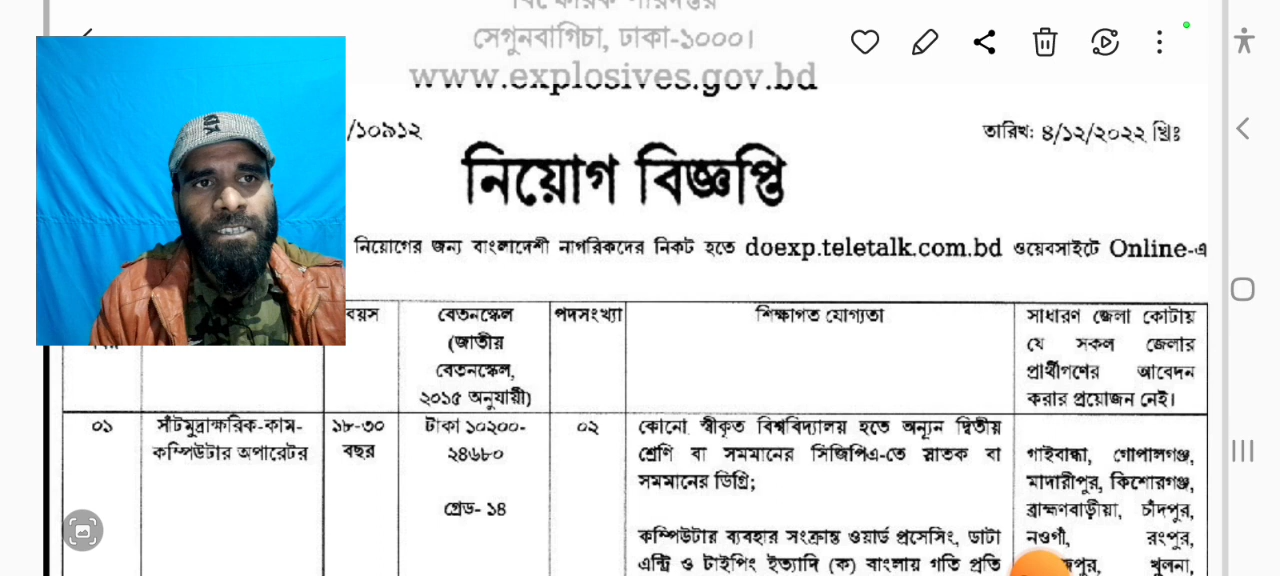 বিস্ফোরক পরিদপ্তর
সেগুনবাগিচা, ঢাকা-১০০০।
www.explosives.gov.bd
/১০৯১২
তারিখ: ৪/১২/২০২২ খ্রিঃ
নিয়োগ বিজ্ঞপ্তি
নিয়োগের জন্য বাংলাদেশী নাগরিকদের নিকট হতে doexp.teletalk.com.bd ওয়েবসাইটে Online-এ
বয়স
বেতনস্কেল
(জাতীয়
বেতনস্কেল,
২০১৫ অনুযায়ী)
পদসংখ্যা
শিক্ষাগত যোগ্যতা
সাধারণ জেলা কোটায়
যে সকল জেলার
প্রার্থীগণের আবেদন
করার প্রয়োজন নেই।
০১
সাঁটমুদ্রাক্ষরিক-কাম-
কম্পিউটার অপারেটর
১৮-৩০
বছর
টাকা ১০২০০-
২৪৬৮০
গ্রেড- ১৪
০২
কোনো স্বীকৃত বিশ্ববিদ্যালয় হতে অন্যূন দ্বিতীয়
শ্রেণি বা সমমানের সিজিপিএ-তে স্নাতক বা
সমমানের ডিগ্রি;
কম্পিউটার ব্যবহার সংক্রান্ত ওয়ার্ড প্রসেসিং, ডাটা
এন্ট্রি ও টাইপিং ইত্যাদি (ক) বাংলায় গতি প্রতি
গাইবান্ধা, গোপালগঞ্জ,
মাদারীপুর, কিশোরগঞ্জ,
ব্রাহ্মণবাড়ীয়া, চাঁদপুর,
নওগাঁ, রংপুর,
খুলনা,